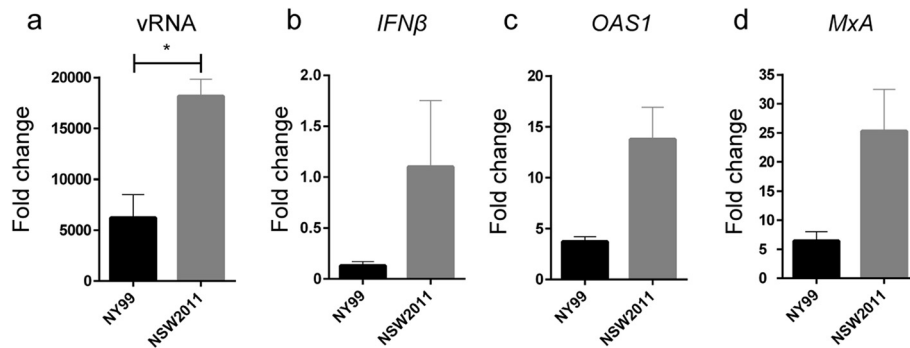 a vRNA
*
Fold change
20000
15000
10000
5000
0
NY99
NSW2011
b IFNβ
Fold change
2.0
1.5
1.0
0.5
0
NY99
NSW2011
c OAS1
Fold change
20
15
10
5
0
NY99
NSW2011
d MxA
Fold change
35
30
25
20
15
10
5
0
NY99
NSW2011